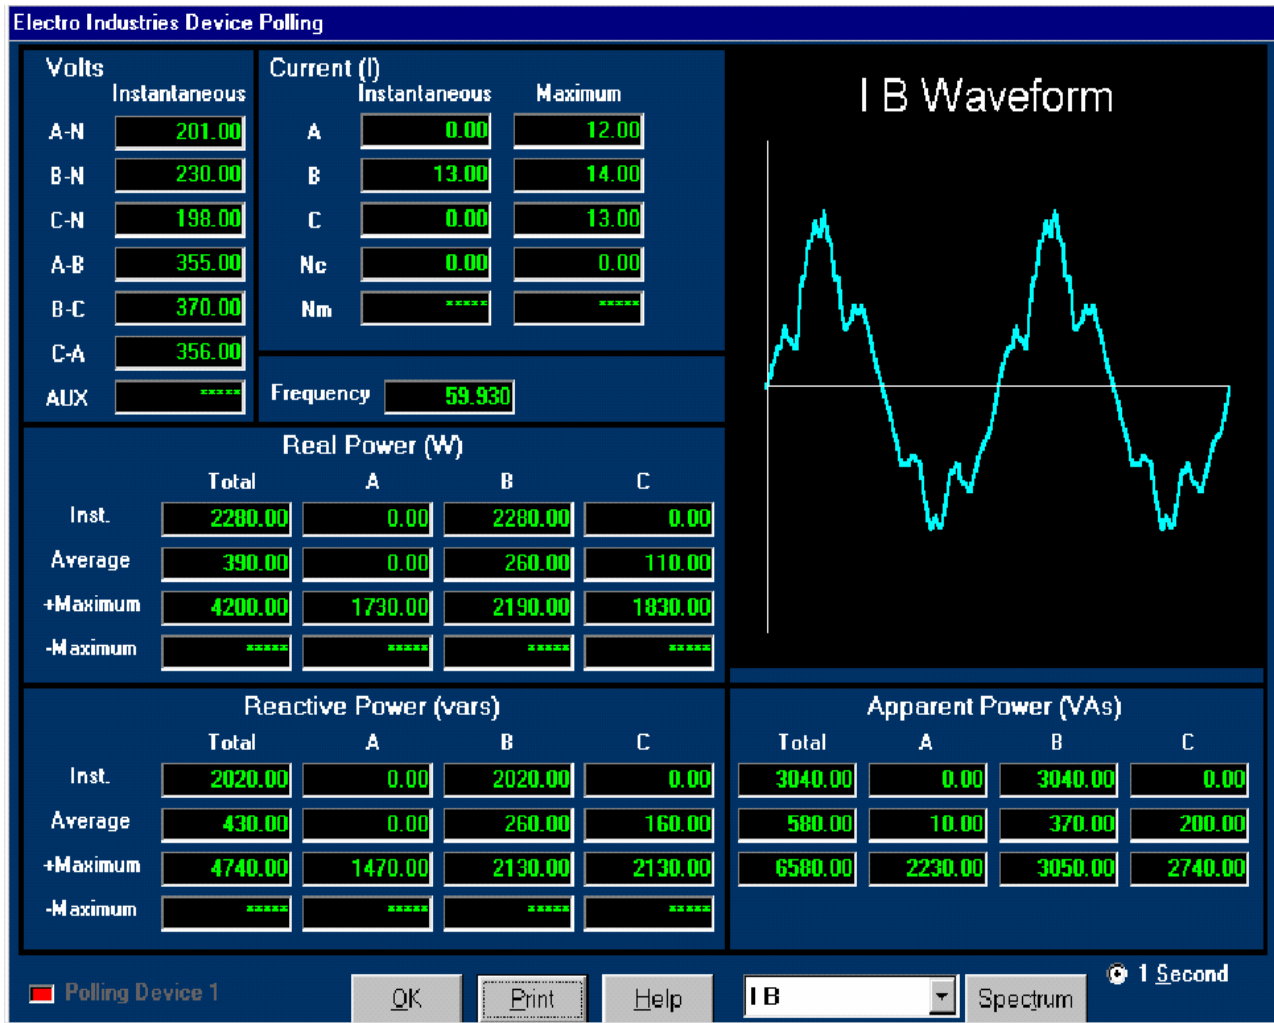 Electro Industries Device Polling
Volts
Instantaneous
A-N 201.00
B-N 230.00
C-N 198.00
A-B 355.00
B-C 370.00
C-A 356.00
AUX *****
Current (I)
Instantaneous Maximum
A 0.00 12.00
B 13.00 14.00
C 0.00 13.00
Nc 0.00 0.00
Nm ***** *****
Frequency 59.930
I B Waveform
Real Power (W)
Total A B C
Inst. 2280.00 0.00 2280.00 0.00
Average 390.00 0.00 260.00 110.00
+Maximum 4200.00 1730.00 2190.00 1830.00
-Maximum ***** ***** ***** *****
Reactive Power (vars)
Total A B C
Inst. 2020.00 0.00 2020.00 0.00
Average 430.00 0.00 260.00 160.00
+Maximum 4740.00 1470.00 2130.00 2130.00
-Maximum ***** ***** ***** *****
Apparent Power (VAs)
Total A B C
3040.00 0.00 3040.00 0.00
580.00 10.00 370.00 200.00
6580.00 2230.00 3050.00 2740.00
Polling Device 1
OK Print Help
I B
Spectrum
1 Second